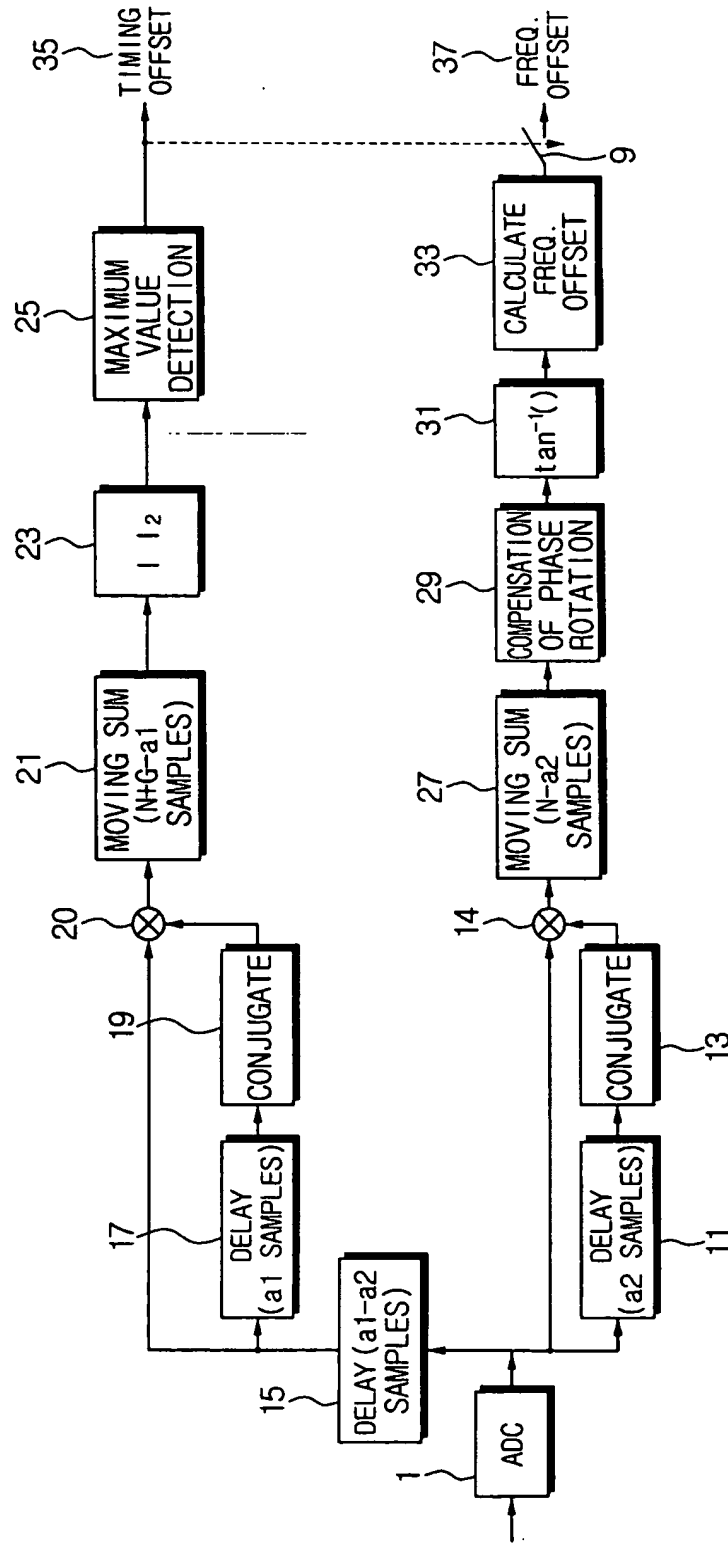 1
ADC
15
DELAY (a1-a2
SAMPLES)
17
DELAY
(a1 SAMPLES)
19
CONJUGATE
20
21
MOVING SUM
(N+G-a1
SAMPLES)
23
| |2
25
MAXIMUM
VALUE
DETECTION
35
TIMING
OFFSET
11
DELAY
(a2 SAMPLES)
13
CONJUGATE
14
27
MOVING SUM
(N-a2
SAMPLES)
29
COMPENSATION
OF PHASE
ROTATION
31
tan⁻¹()
33
CALCULATE
FREQ.
OFFSET
9
37
FREQ.
OFFSET